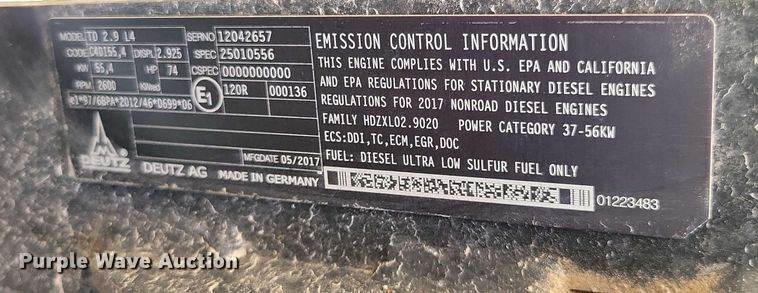 MODEL TD 2.9 L4 SERNO 12042657
CODE C4DI55,4 DISPL 2.925 SPEC 25010556
KW 55,4 HP 74 CSPEC 0000000000
RPM 2600 KWred E1 120R 000136
e1*97/68PA*2012/46*0699*06
DEUTZ
MFGDATE 05/2017
DEUTZ AG MADE IN GERMANY
EMISSION CONTROL INFORMATION
THIS ENGINE COMPLIES WITH U.S. EPA AND CALIFORNIA
AND EPA REGULATIONS FOR STATIONARY DIESEL ENGINES
REGULATIONS FOR 2017 NONROAD DIESEL ENGINES
FAMILY HDZXL02.9020 POWER CATEGORY 37-56KW
ECS:DDI,TC,ECM,EGR,DOC
FUEL: DIESEL ULTRA LOW SULFUR FUEL ONLY
01223483
Purple Wave Auction